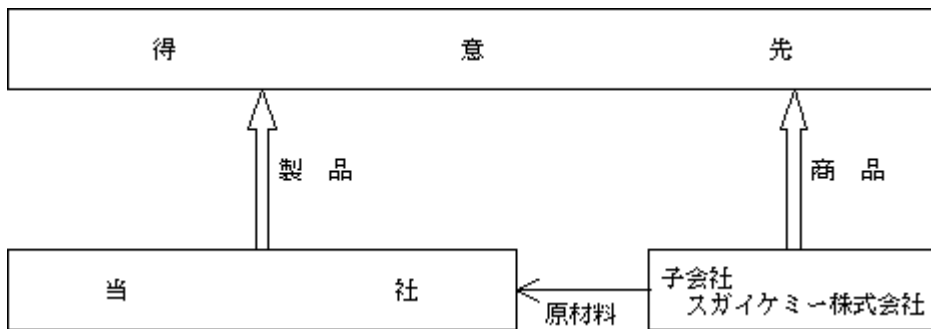 得意先
製品
商品
当社
子会社
スガイケミー株式会社
原材料